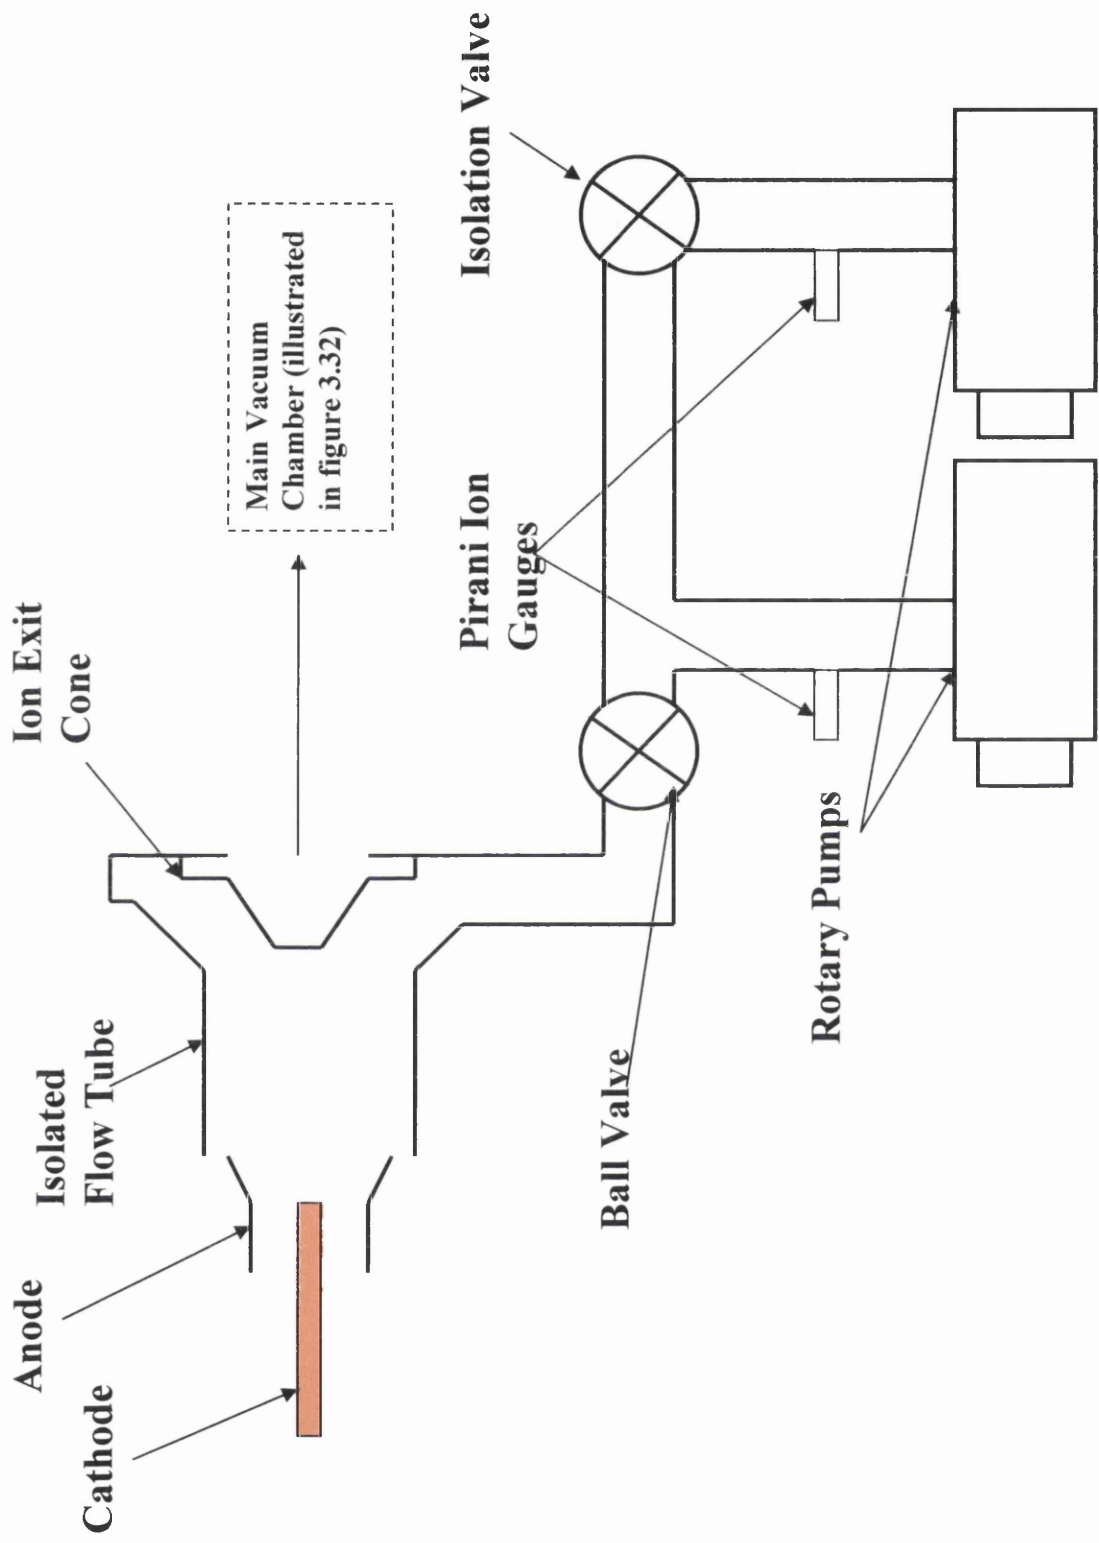 Cathode
Anode
Isolated
Flow Tube
Ion Exit
Cone
Main Vacuum
Chamber (illustrated
in figure 3.32)
Ball Valve
Pirani Ion
Gauges
Isolation Valve
Rotary Pumps